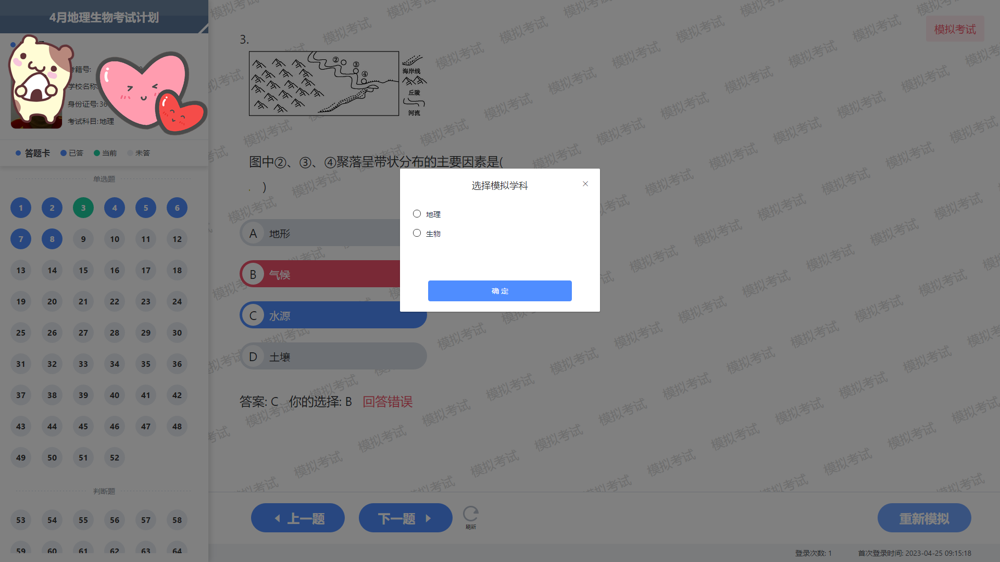 4月地理生物考试计划
考籍号:
学校名称:
身份证号: 36
考试科目: 地理
答题卡 已答 当前 未答
单选题
1 2 3 4 5 6
7 8 9 10 11 12
13 14 15 16 17 18
19 20 21 22 23 24
25 26 27 28 29 30
31 32 33 34 35 36
37 38 39 40 41 42
43 44 45 46 47 48
49 50 51 52
判断题
53 54 55 56 57 58
59 60 61 62 63 64
模拟考试
3.
② ③ ④
海岸线
丘陵
河流
图中②、③、④聚落呈带状分布的主要因素是(
)
A 地形
B 气候
C 水源
D 土壤
答案: C 你的选择: B 回答错误
选择模拟学科
地理
生物
确 定
上一题 下一题 刷新 重新模拟
登录次数: 1 首次登录时间: 2023-04-25 09:15:18